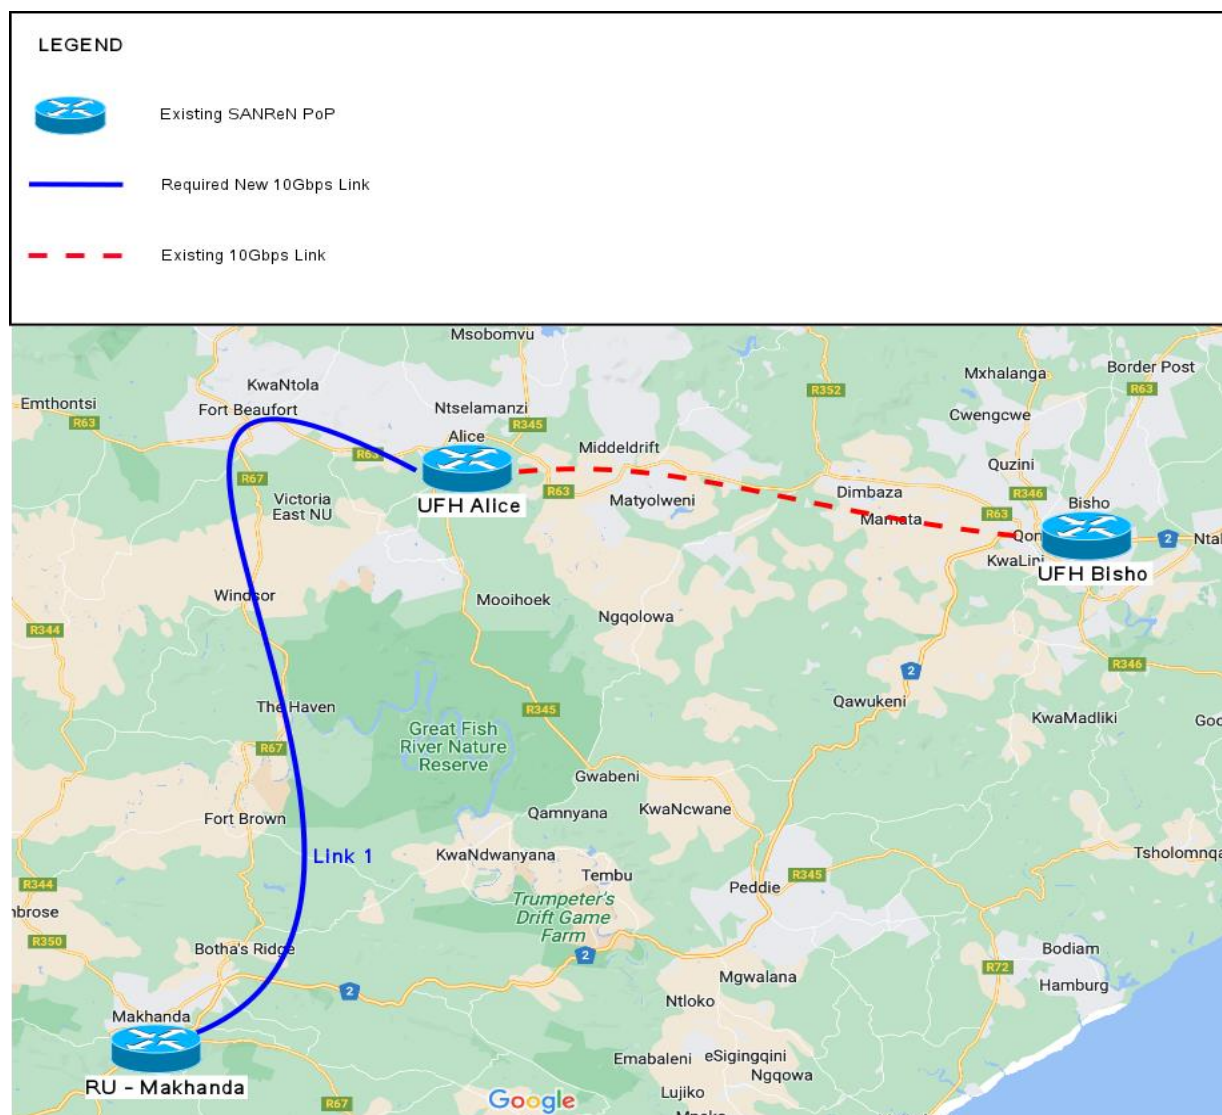 LEGEND
Existing SANReN PoP
Required New 10Gbps Link
Existing 10Gbps Link
Msobomvu
Border Post
Mxhalanga
R63
KwaNtola
R352
Emthontsi
Fort Beaufort
Ntselamanzi
Cwengcwe
R63
R345
Alice
Middeldrift
R63
Quzini
R67
R63
Dimbaza
R346
Victoria
East NU
Matyolweni
Bisho
UFH Alice
Mamata
R63
2
Ntal
KwaLini
UFH Bisho
Windsor
Mooihoek
Ngqolowa
R344
R346
2
The Haven
R345
Qawukeni
KwaMadliki
Goo
Great Fish
River Nature
Reserve
R67
Gwabeni
Fort Brown
Qamnyana
KwaNcwane
Link 1
KwaNdwanyana
Tsholomnqa
R344
Tembu
Peddie
R345
mbrose
Trumpeter's
Drift Game
Farm
R350
Botha's Ridge
2
Bodiam
R72
Mgwalana
Hamburg
2
Ntloko
Makhanda
Emabaleni
eSigingqini
Ngqowa
RU - Makhanda
Lujiko
R67
Google